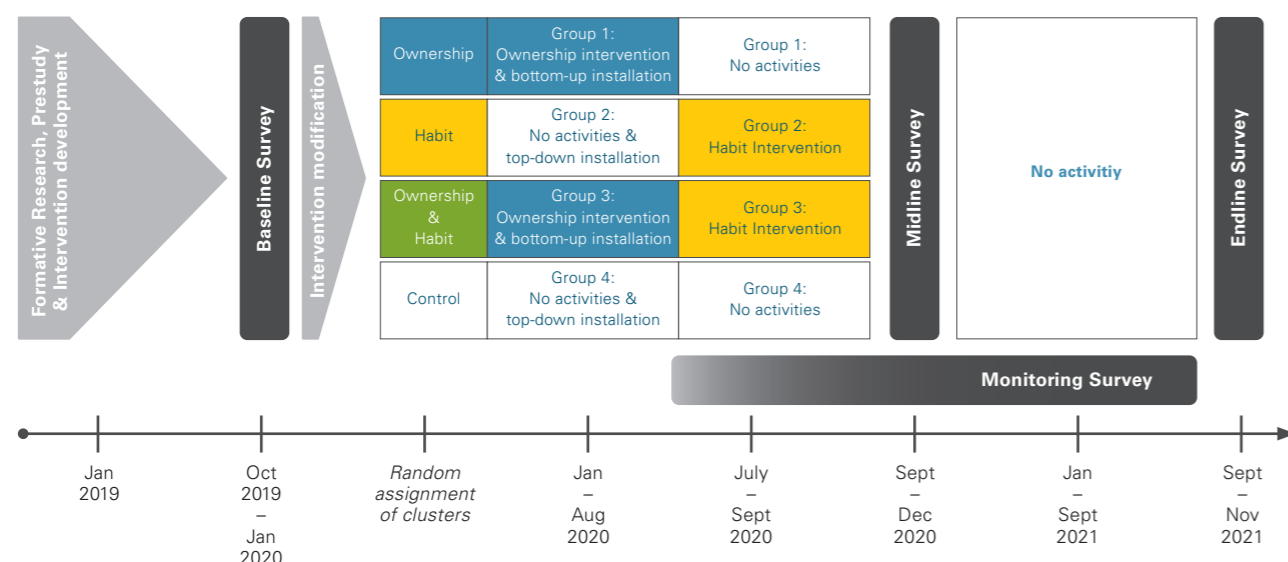 Formative Research, Prestudy
& Intervention development
Baseline Survey
Intervention modification
Ownership
Group 1:
Ownership intervention
& bottom-up installation
Group 1:
No activities
Habit
Group 2:
No activities &
top-down installation
Group 2:
Habit Intervention
Ownership
&
Habit
Group 3:
Ownership intervention
& bottom-up installation
Group 3:
Habit Intervention
Control
Group 4:
No activities &
top-down installation
Group 4:
No activities
Midline Survey
No activitiy
Endline Survey
Monitoring Survey
Jan
2019
Oct
2019
–
Jan
2020
Random
assignment
of clusters
Jan
–
Aug
2020
July
–
Sept
2020
Sept
–
Dec
2020
Jan
–
Sept
2021
Sept
–
Nov
2021